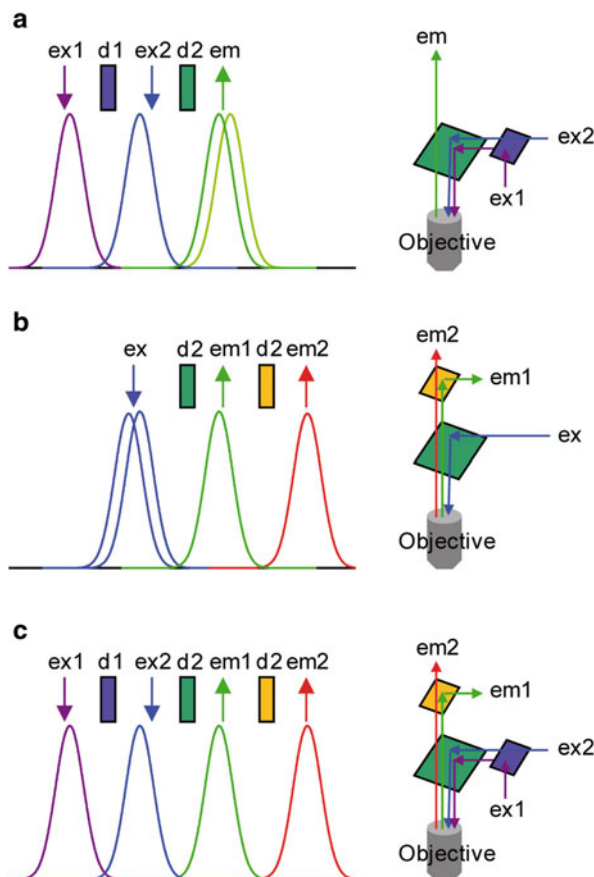 a
ex1 d1 ex2 d2 em
em
ex2
ex1
Objective
b
ex d2 em1 d2 em2
em2
em1
ex
Objective
c
ex1 d1 ex2 d2 em1 d2 em2
em2
em1
ex2
ex1
Objective